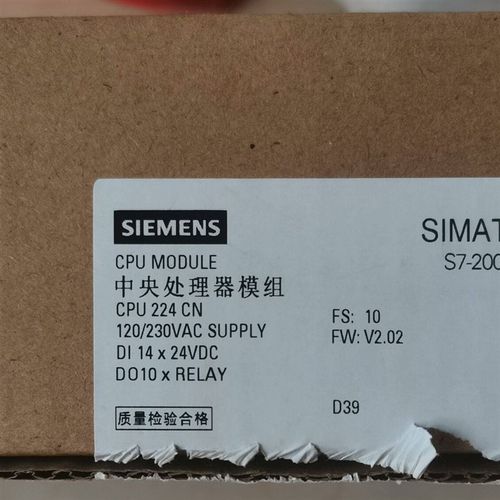 SIEMENS
SIMAT
CPU MODULE
S7-200
中央处理器模组
CPU 224 CN
FS: 10
120/230VAC SUPPLY
FW: V2.02
DI 14 x 24VDC
DO10 x RELAY
D39
质量检验合格